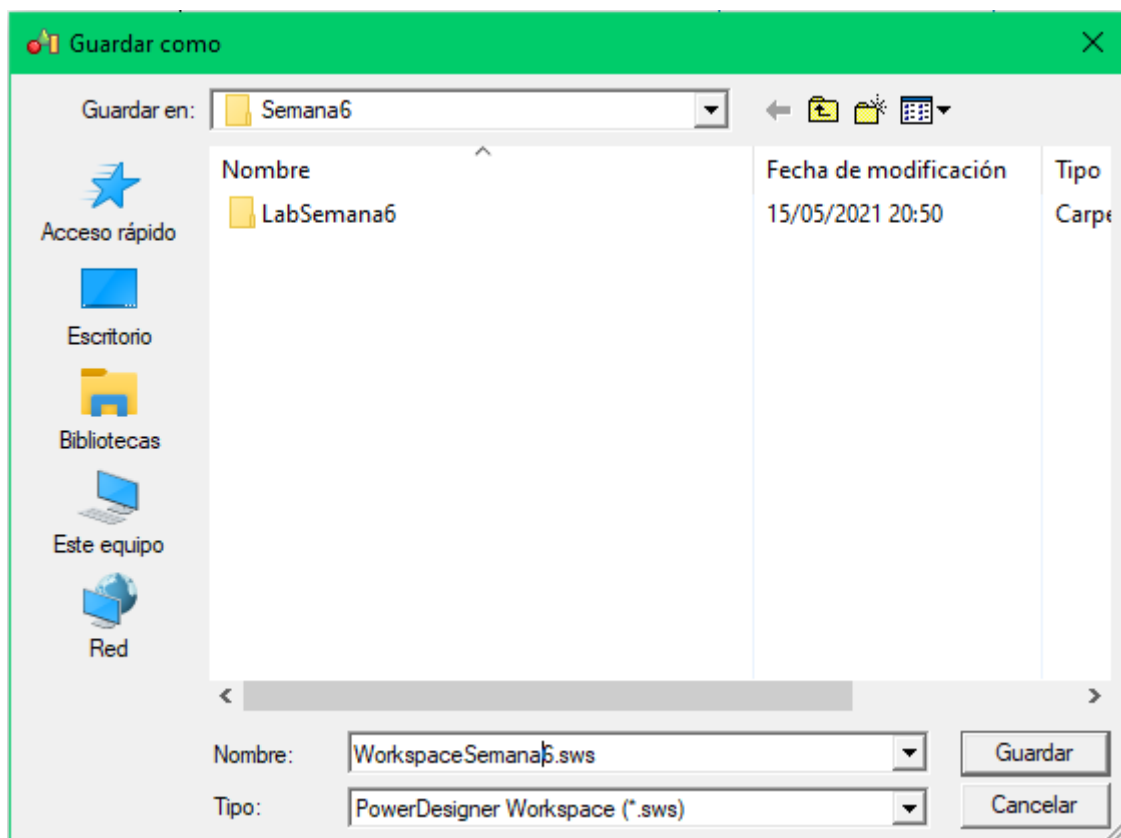 Guardar como
Guardar en: Semana6
Nombre Fecha de modificación Tipo
LabSemana6 15/05/2021 20:50 Carpe
Acceso rápido
Escritorio
Bibliotecas
Este equipo
Red
Nombre: WorkspaceSemana6.sws Guardar
Tipo: PowerDesigner Workspace (*.sws) Cancelar